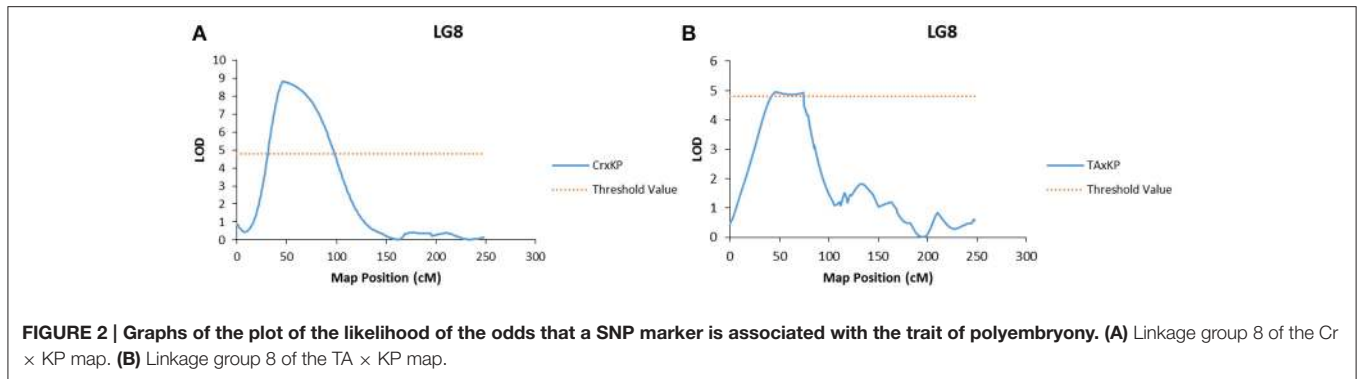 A
LG8
10
9
8
7
6
5
4
3
2
1
0
LOD
0 50 100 150 200 250 300
Map Position (cM)
CrxKP
Threshold Value
B
LG8
6
5
4
3
2
1
0
LOD
0 50 100 150 200 250 300
Map Position (cM)
TAxKP
Threshold Value
FIGURE 2 | Graphs of the plot of the likelihood of the odds that a SNP marker is associated with the trait of polyembryony. (A) Linkage group 8 of the Cr
× KP map. (B) Linkage group 8 of the TA × KP map.